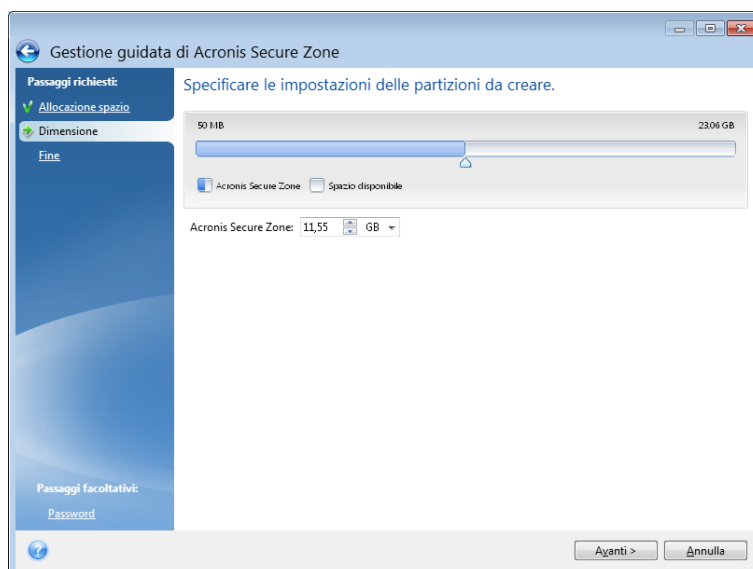 Gestione guidata di Acronis Secure Zone
Passaggi richiesti:
Allocazione spazio
Dimensione
Fine
Specificare le impostazioni delle partizioni da creare.
50 MB
23,06 GB
Acronis Secure Zone
Spazio disponibile
Acronis Secure Zone: 11,55 GB
Passaggi facoltativi:
Password
Avanti >
Annulla